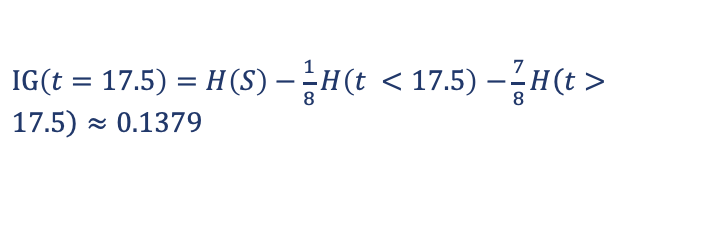 IG(t = 17.5) = H(S) − 1/8 H(t < 17.5) − 7/8 H(t >
17.5) ≈ 0.1379